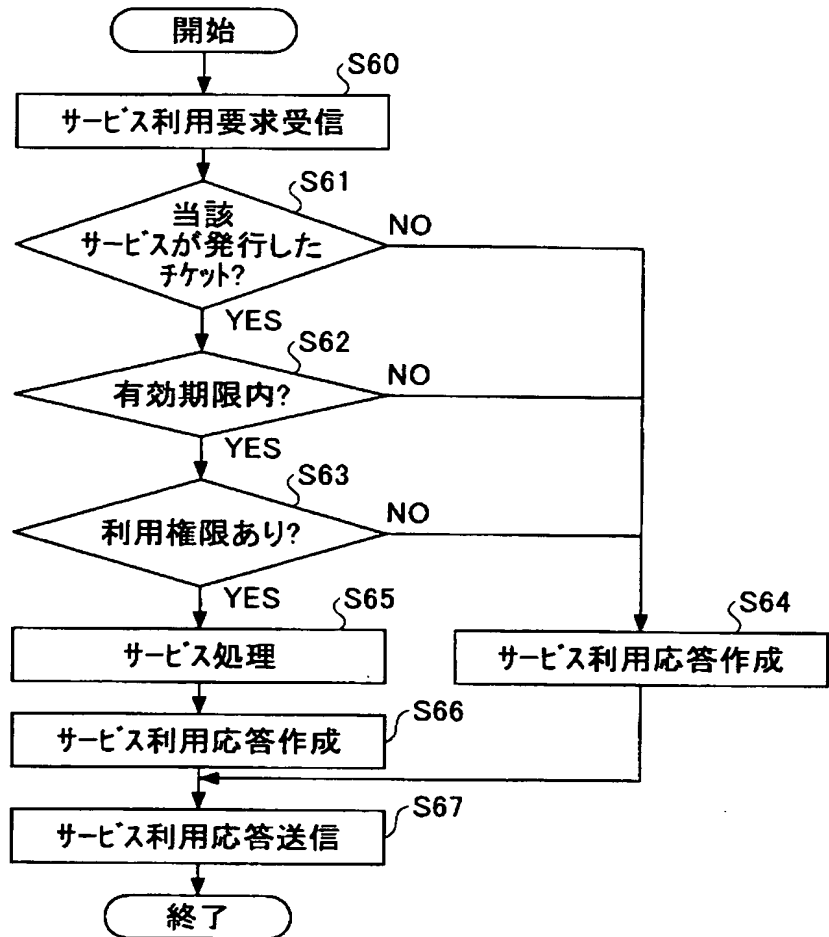 開始
S60
サービス利用要求受信
S61
当該
サービスが発行した
チケット?
NO
YES
S62
有効期限内?
NO
YES
S63
利用権限あり?
NO
YES
S65
サービス処理
S64
サービス利用応答作成
S66
サービス利用応答作成
S67
サービス利用応答送信
終了